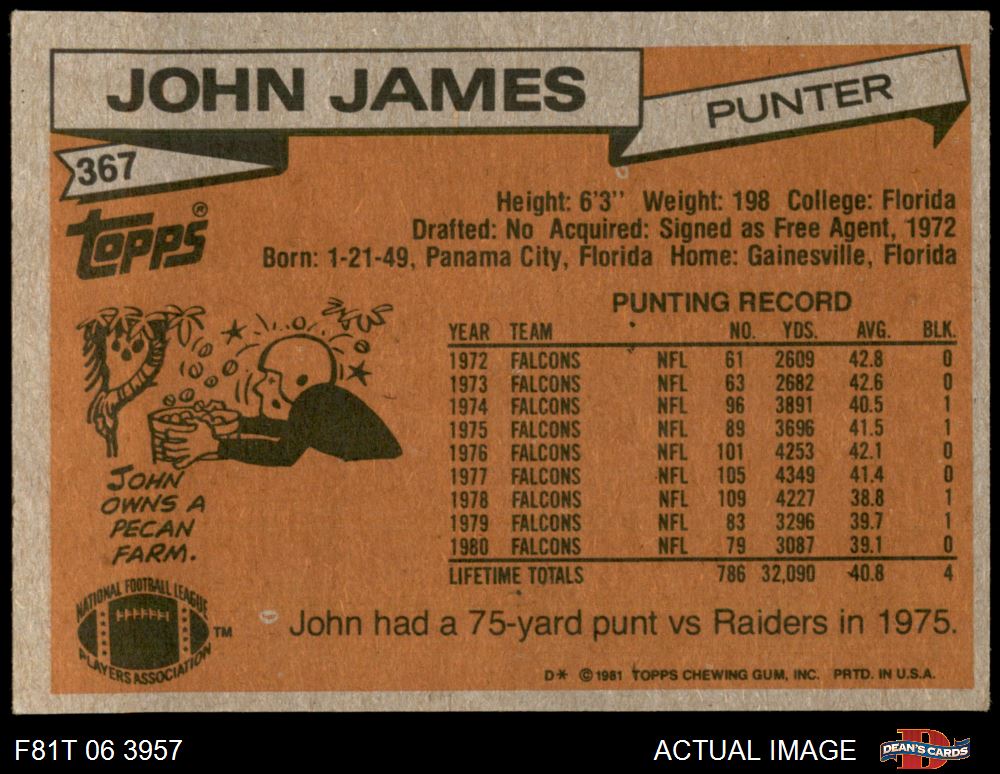 JOHN JAMES
PUNTER
367
TOPPS®
Height: 6'3" Weight: 198 College: Florida
Drafted: No Acquired: Signed as Free Agent, 1972
Born: 1-21-49, Panama City, Florida Home: Gainesville, Florida
PUNTING RECORD
YEAR TEAM NO. YDS. AVG. BLK.
1972 FALCONS NFL 61 2609 42.8 0
1973 FALCONS NFL 63 2682 42.6 0
1974 FALCONS NFL 96 3891 40.5 1
1975 FALCONS NFL 89 3696 41.5 1
1976 FALCONS NFL 101 4253 42.1 0
1977 FALCONS NFL 105 4349 41.4 0
1978 FALCONS NFL 109 4227 38.8 1
1979 FALCONS NFL 83 3296 39.7 1
1980 FALCONS NFL 79 3087 39.1 0
LIFETIME TOTALS 786 32,090 40.8 4
JOHN
OWNS A
PECAN
FARM.
NATIONAL FOOTBALL LEAGUE
PLAYERS ASSOCIATION
TM
John had a 75-yard punt vs Raiders in 1975.
D* © 1981 TOPPS CHEWING GUM, INC. PRTD. IN U.S.A.
F81T 06 3957
ACTUAL IMAGE
DEAN'S CARDS